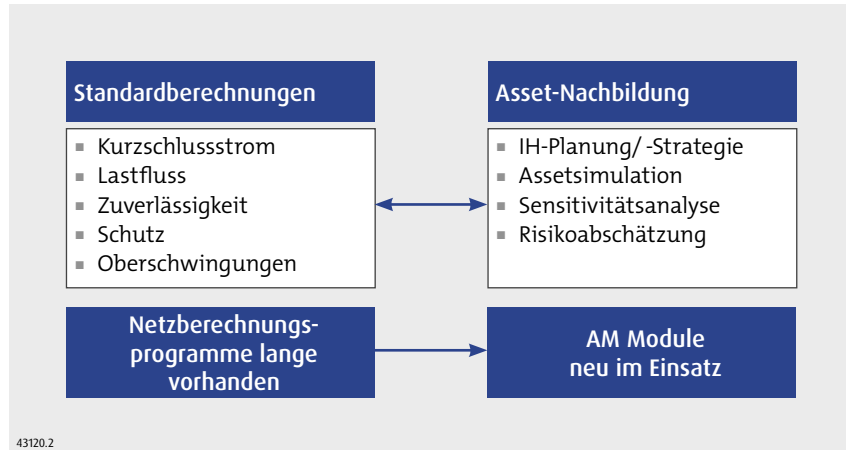 Standardberechnungen
Kurzschlussstrom
Lastfluss
Zuverlässigkeit
Schutz
Oberschwingungen
Asset-Nachbildung
IH-Planung/ -Strategie
Assetsimulation
Sensitivitätsanalyse
Risikoabschätzung
Netzberechnungs-
programme lange
vorhanden
AM Module
neu im Einsatz
43120.2